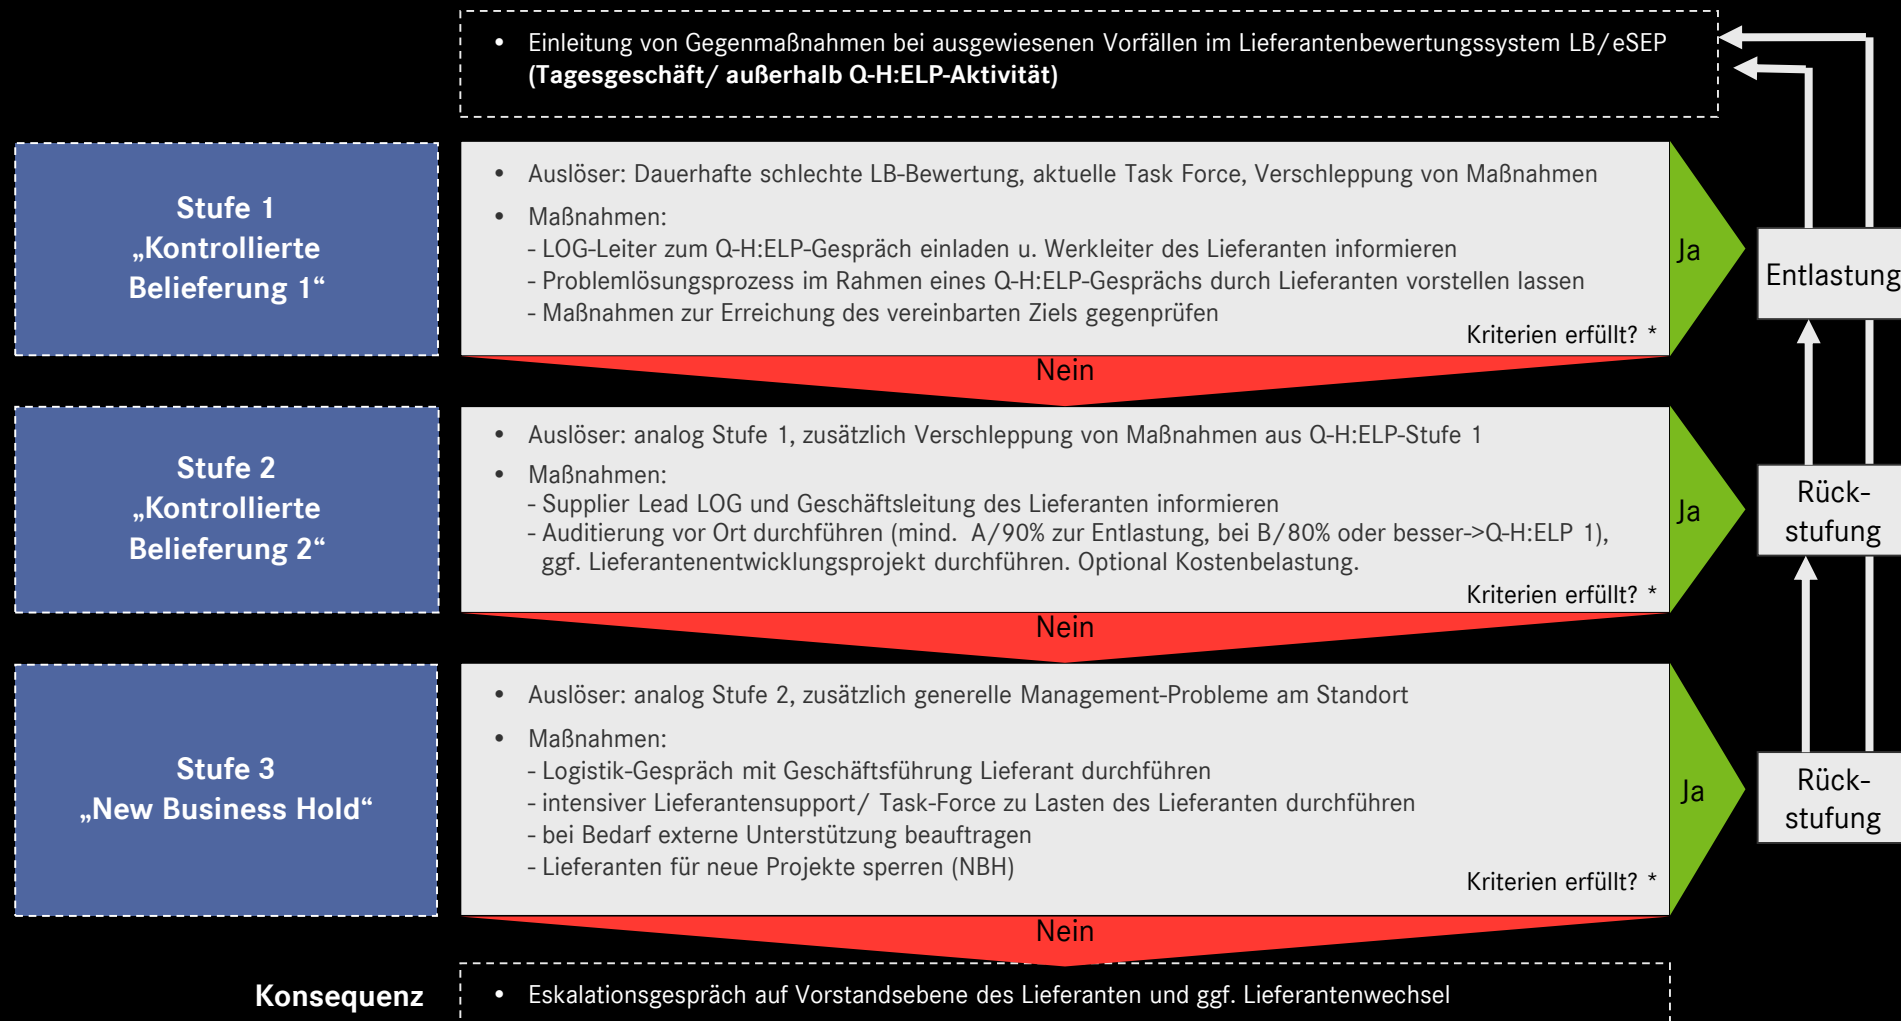 • Einleitung von Gegenmaßnahmen bei ausgewiesenen Vorfällen im Lieferantenbewertungssystem LB/eSEP
(Tagesgeschäft/ außerhalb Q-H:ELP-Aktivität)
Stufe 1
„Kontrollierte
Belieferung 1“
• Auslöser: Dauerhafte schlechte LB-Bewertung, aktuelle Task Force, Verschleppung von Maßnahmen
• Maßnahmen:
- LOG-Leiter zum Q-H:ELP-Gespräch einladen u. Werkleiter des Lieferanten informieren
- Problemlösungsprozess im Rahmen eines Q-H:ELP-Gesprächs durch Lieferanten vorstellen lassen
- Maßnahmen zur Erreichung des vereinbarten Ziels gegenprüfen
Kriterien erfüllt? *
Ja
Entlastung
Nein
Stufe 2
„Kontrollierte
Belieferung 2“
• Auslöser: analog Stufe 1, zusätzlich Verschleppung von Maßnahmen aus Q-H:ELP-Stufe 1
• Maßnahmen:
- Supplier Lead LOG und Geschäftsleitung des Lieferanten informieren
- Auditierung vor Ort durchführen (mind. A/90% zur Entlastung, bei B/80% oder besser->Q-H:ELP 1),
ggf. Lieferantenentwicklungsprojekt durchführen. Optional Kostenbelastung.
Kriterien erfüllt? *
Ja
Rück-
stufung
Nein
Stufe 3
„New Business Hold“
• Auslöser: analog Stufe 2, zusätzlich generelle Management-Probleme am Standort
• Maßnahmen:
- Logistik-Gespräch mit Geschäftsführung Lieferant durchführen
- intensiver Lieferantensupport/ Task-Force zu Lasten des Lieferanten durchführen
- bei Bedarf externe Unterstützung beauftragen
- Lieferanten für neue Projekte sperren (NBH)
Kriterien erfüllt? *
Ja
Rück-
stufung
Nein
Konsequenz
• Eskalationsgespräch auf Vorstandsebene des Lieferanten und ggf. Lieferantenwechsel